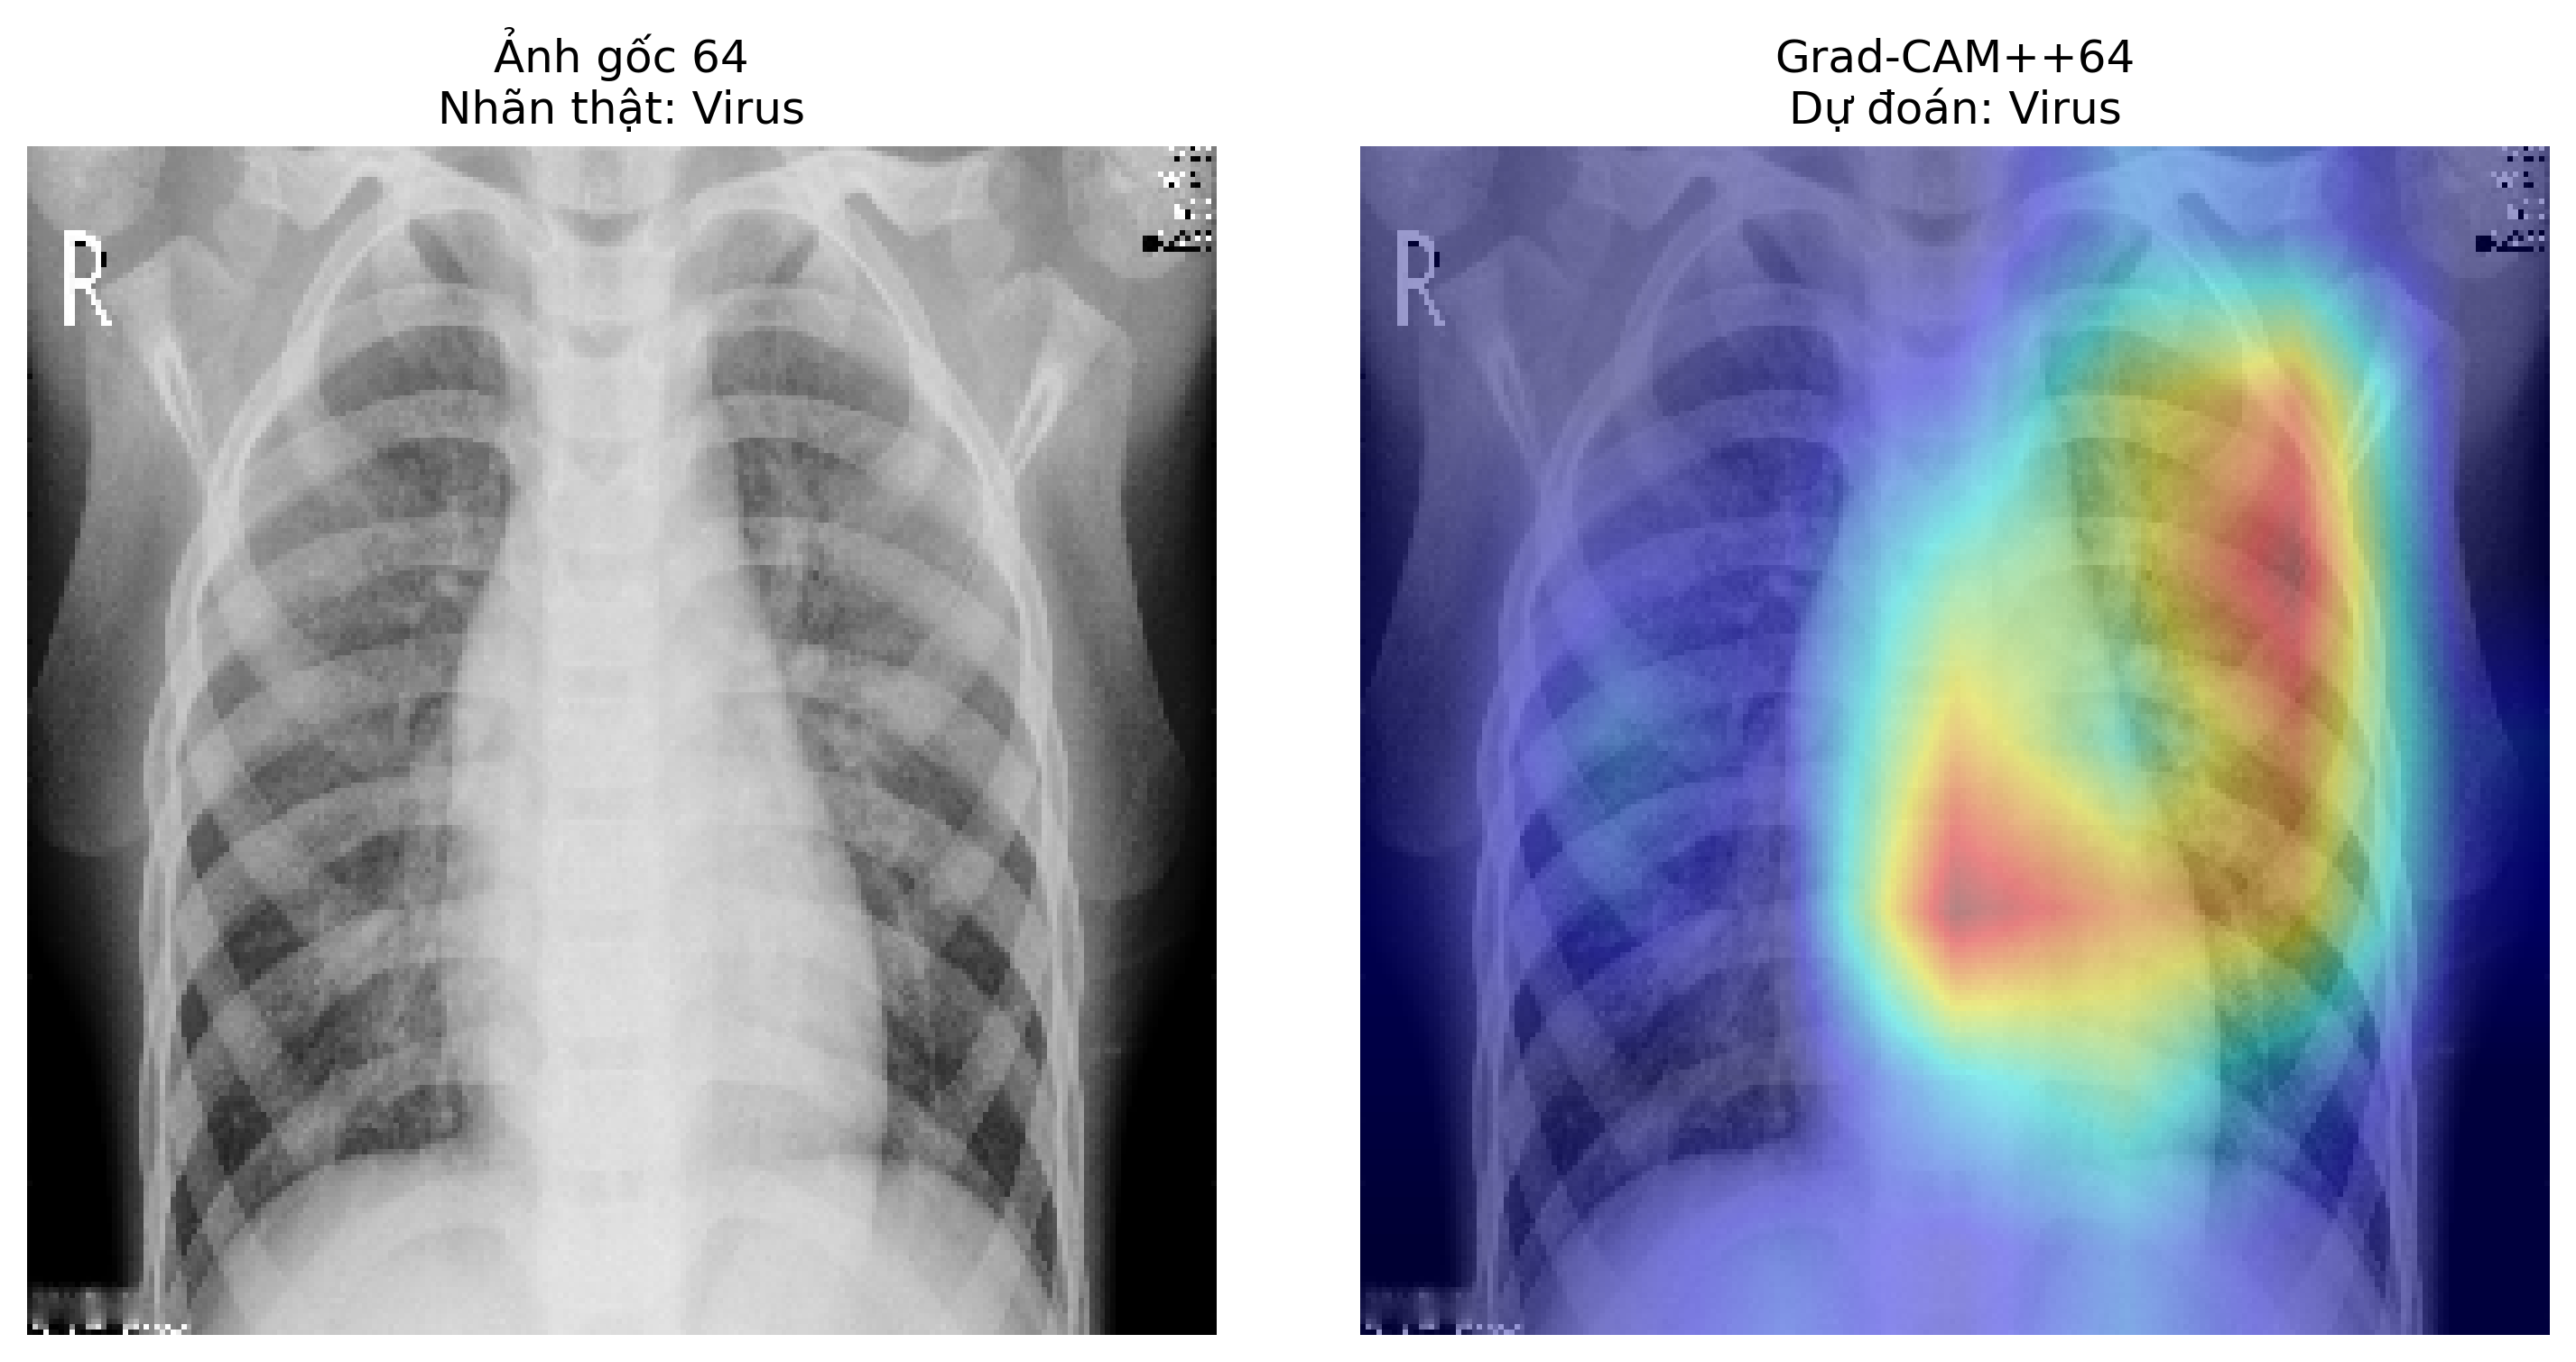 Ảnh gốc 64
Nhãn thật: Virus
Grad-CAM++64
Dự đoán: Virus
R
R